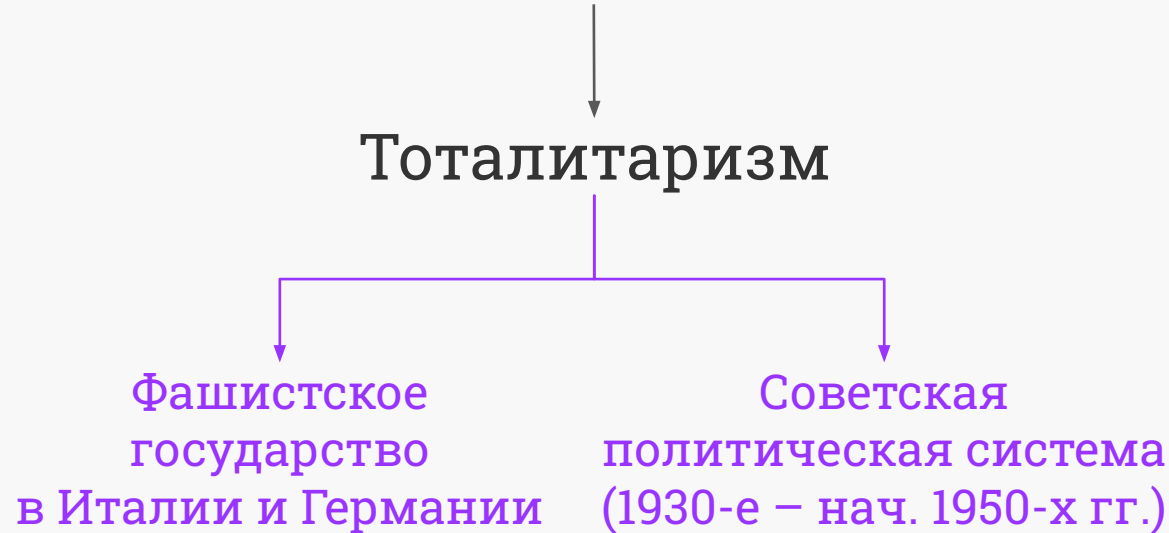 Тоталитаризм
Фашистское
государство
в Италии и Германии
Советская
политическая система
(1930-е – нач. 1950-х гг.)